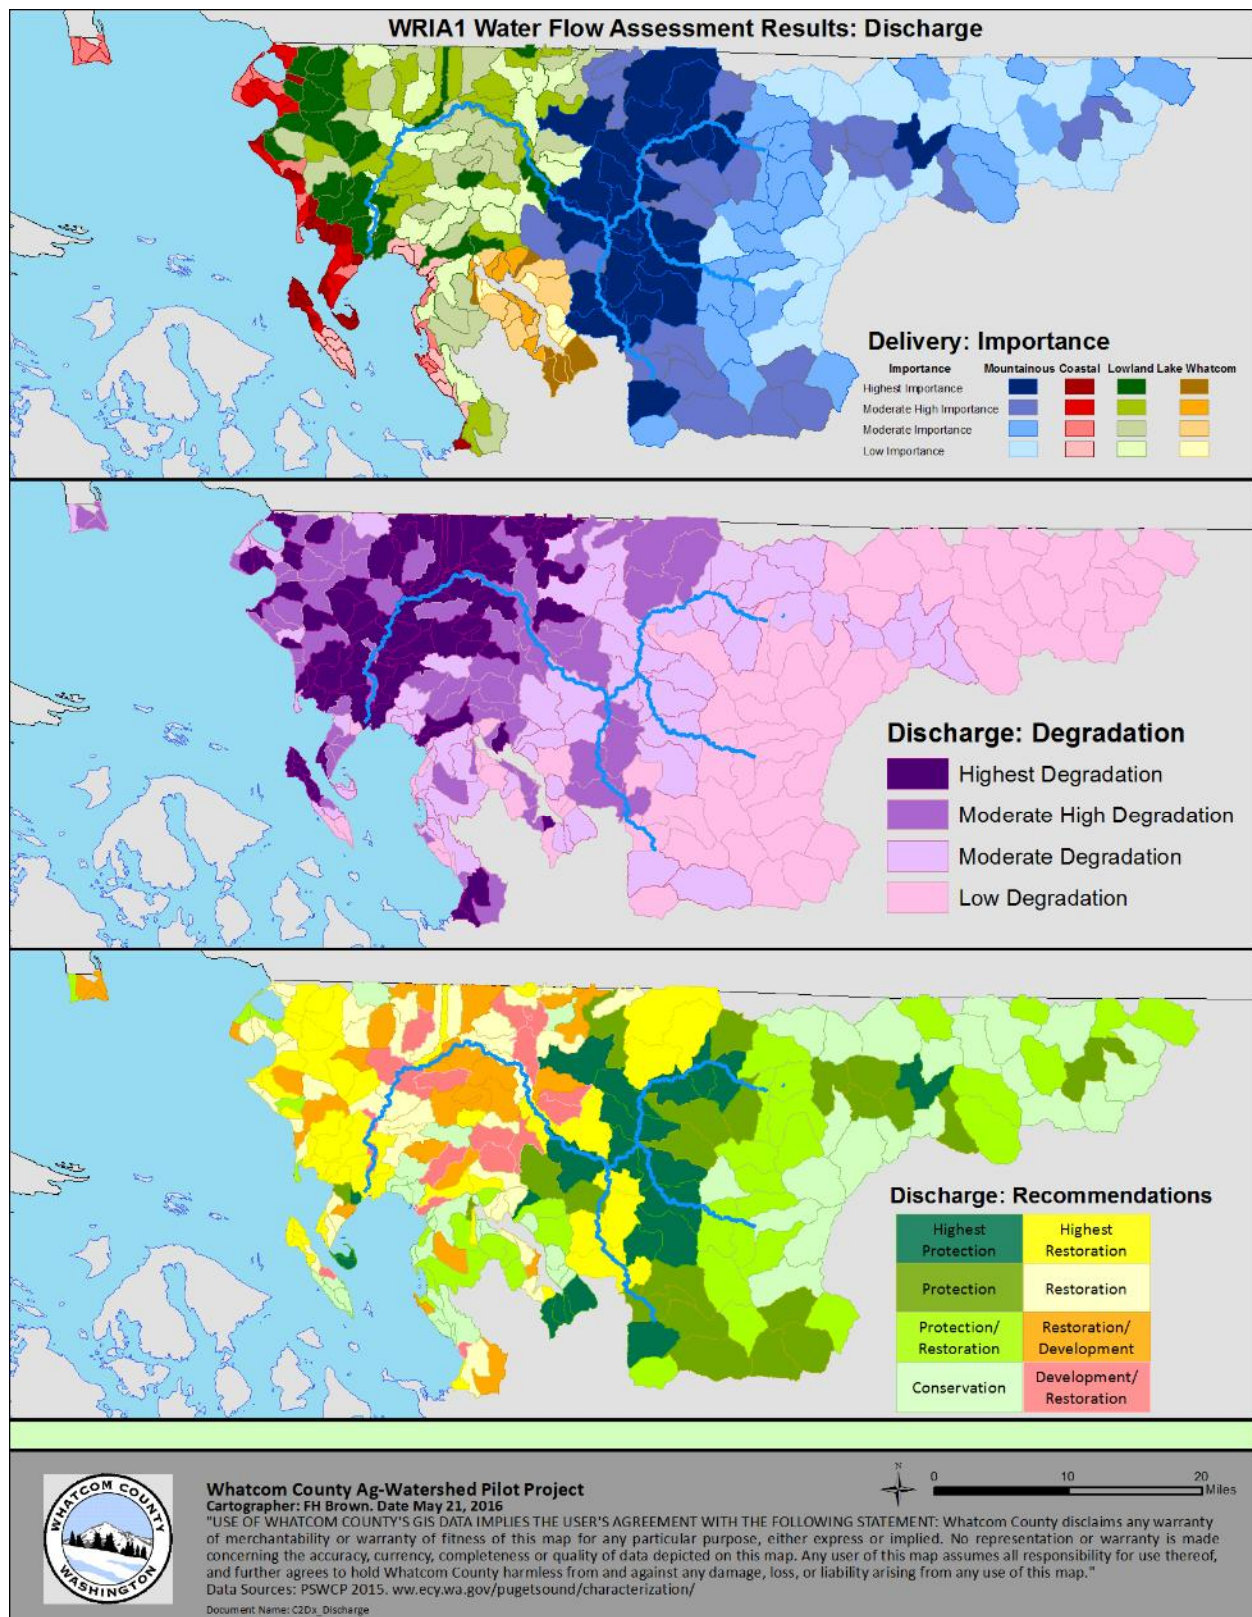 WRIA1 Water Flow Assessment Results: Discharge
Delivery: Importance
Importance Mountainous Coastal Lowland Lake Whatcom
Highest Importance
Moderate High Importance
Moderate Importance
Low Importance
Discharge: Degradation
Highest Degradation
Moderate High Degradation
Moderate Degradation
Low Degradation
Discharge: Recommendations
Highest Protection
Highest Restoration
Protection
Restoration
Protection/ Restoration
Restoration/ Development
Conservation
Development/ Restoration
WHATCOM COUNTY
WASHINGTON
Whatcom County Ag-Watershed Pilot Project
Cartographer: FH Brown. Date May 21, 2016
"USE OF WHATCOM COUNTY'S GIS DATA IMPLIES THE USER'S AGREEMENT WITH THE FOLLOWING STATEMENT: Whatcom County disclaims any warranty
of merchantability or warranty of fitness of this map for any particular purpose, either express or implied. No representation or warranty is made
concerning the accuracy, currency, completeness or quality of data depicted on this map. Any user of this map assumes all responsibility for use thereof,
and further agrees to hold Whatcom County harmless from and against any damage, loss, or liability arising from any use of this map."
Data Sources: PSWCP 2015. ww.ecy.wa.gov/pugetsound/characterization/
Document Name: C2Dx_Discharge
N
0 10 20
Miles